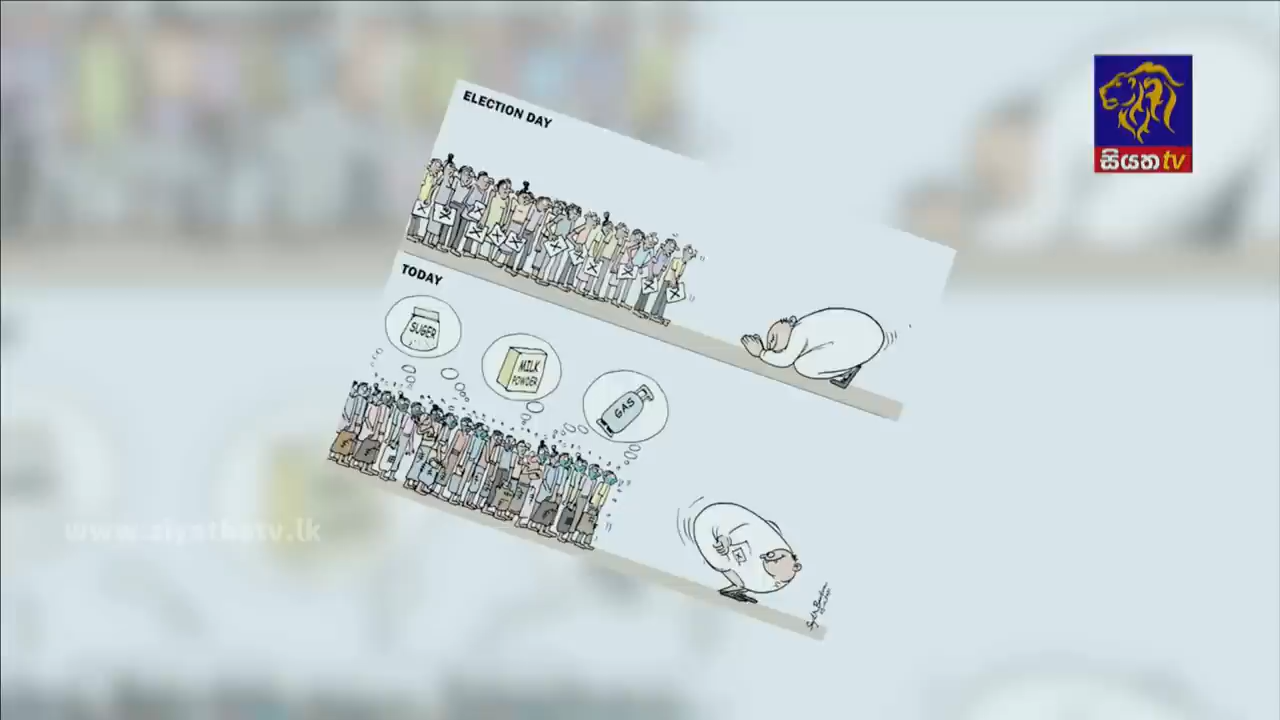 ELECTION DAY
සියත tv
TODAY
SUGER
MILK
POWDER
GAS
www.siyathatv.lk